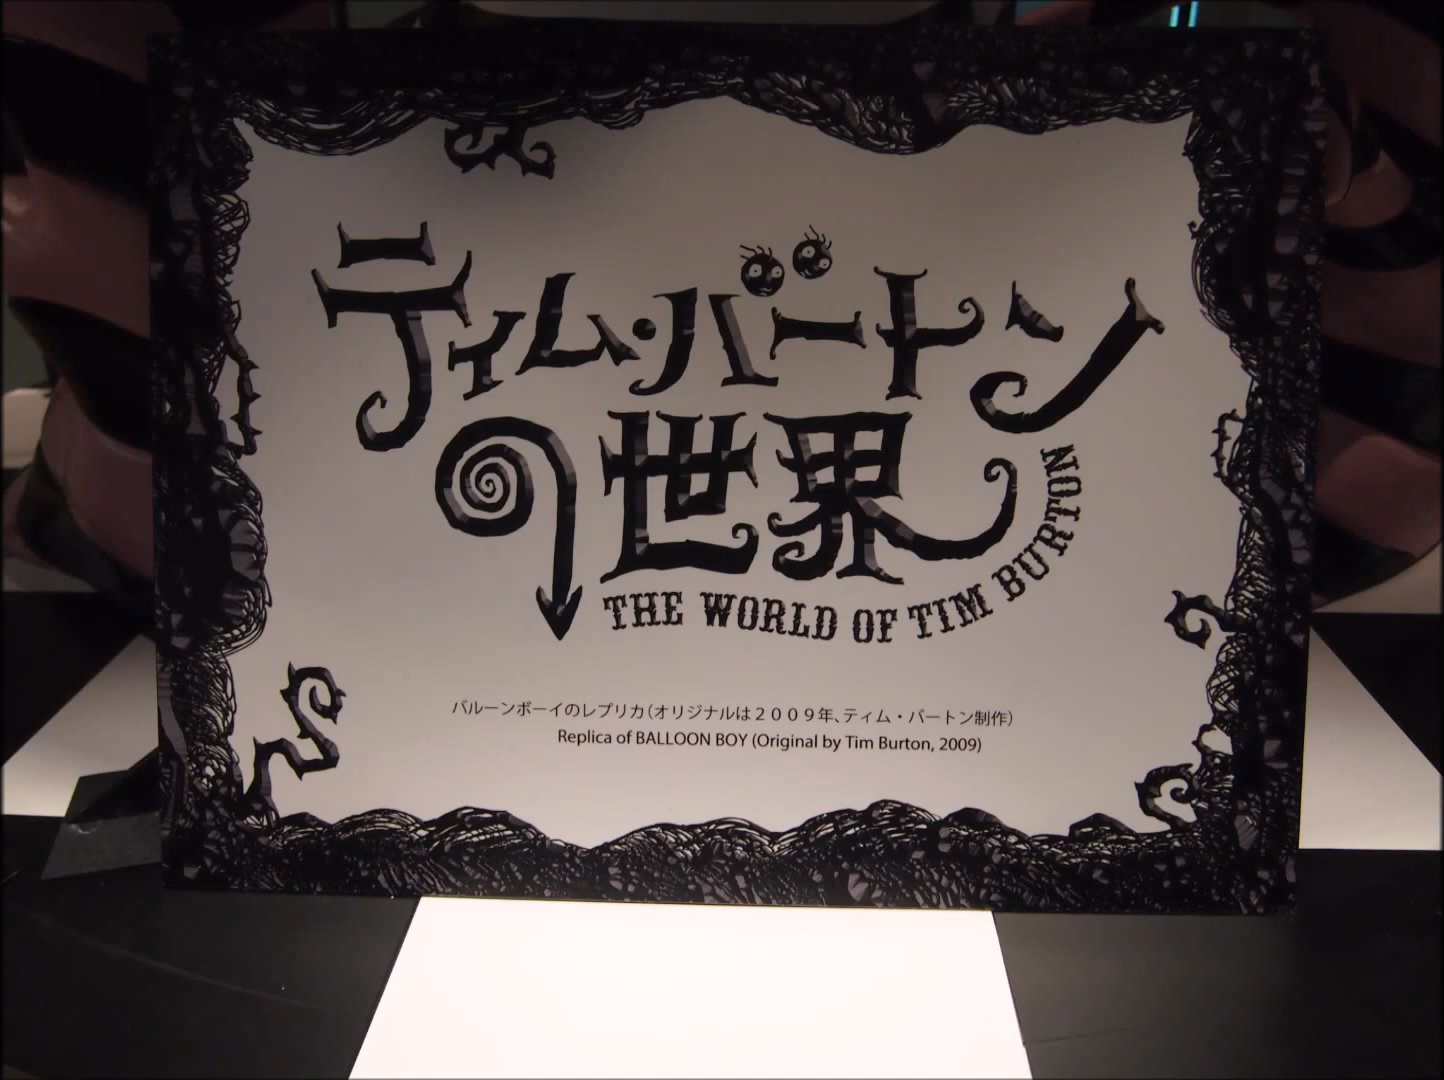 ティム・バートン
の世界
THE WORLD OF TIM BURTON
バルーンボーイのレプリカ(オリジナルは２００９年、ティム・バートン制作)
Replica of BALLOON BOY (Original by Tim Burton, 2009)